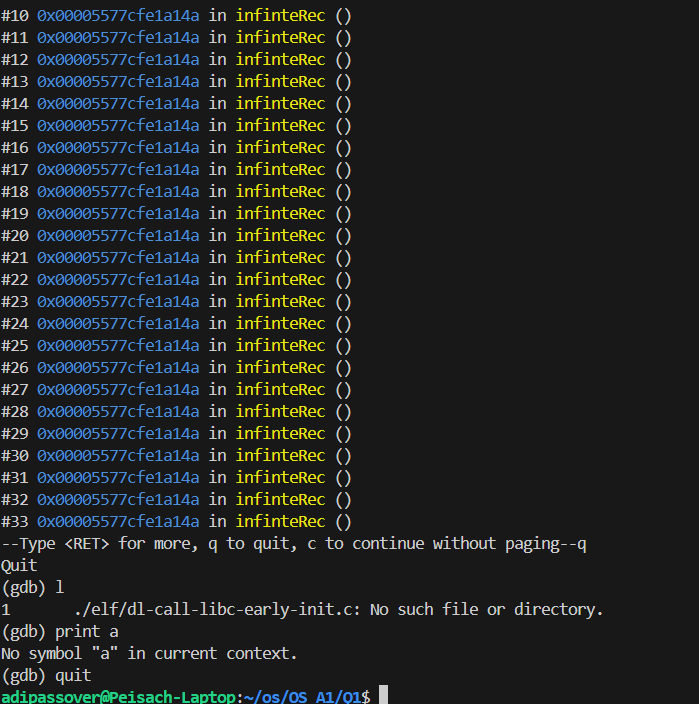 #10 0x00005577cfe1a14a in infinteRec ()
#11 0x00005577cfe1a14a in infinteRec ()
#12 0x00005577cfe1a14a in infinteRec ()
#13 0x00005577cfe1a14a in infinteRec ()
#14 0x00005577cfe1a14a in infinteRec ()
#15 0x00005577cfe1a14a in infinteRec ()
#16 0x00005577cfe1a14a in infinteRec ()
#17 0x00005577cfe1a14a in infinteRec ()
#18 0x00005577cfe1a14a in infinteRec ()
#19 0x00005577cfe1a14a in infinteRec ()
#20 0x00005577cfe1a14a in infinteRec ()
#21 0x00005577cfe1a14a in infinteRec ()
#22 0x00005577cfe1a14a in infinteRec ()
#23 0x00005577cfe1a14a in infinteRec ()
#24 0x00005577cfe1a14a in infinteRec ()
#25 0x00005577cfe1a14a in infinteRec ()
#26 0x00005577cfe1a14a in infinteRec ()
#27 0x00005577cfe1a14a in infinteRec ()
#28 0x00005577cfe1a14a in infinteRec ()
#29 0x00005577cfe1a14a in infinteRec ()
#30 0x00005577cfe1a14a in infinteRec ()
#31 0x00005577cfe1a14a in infinteRec ()
#32 0x00005577cfe1a14a in infinteRec ()
#33 0x00005577cfe1a14a in infinteRec ()
--Type <RET> for more, q to quit, c to continue without paging--q
Quit
(gdb) l
1       ./elf/dl-call-libc-early-init.c: No such file or directory.
(gdb) print a
No symbol "a" in current context.
(gdb) quit
adipassover@Peisach-Laptop:~/os/OS_A1/Q1$